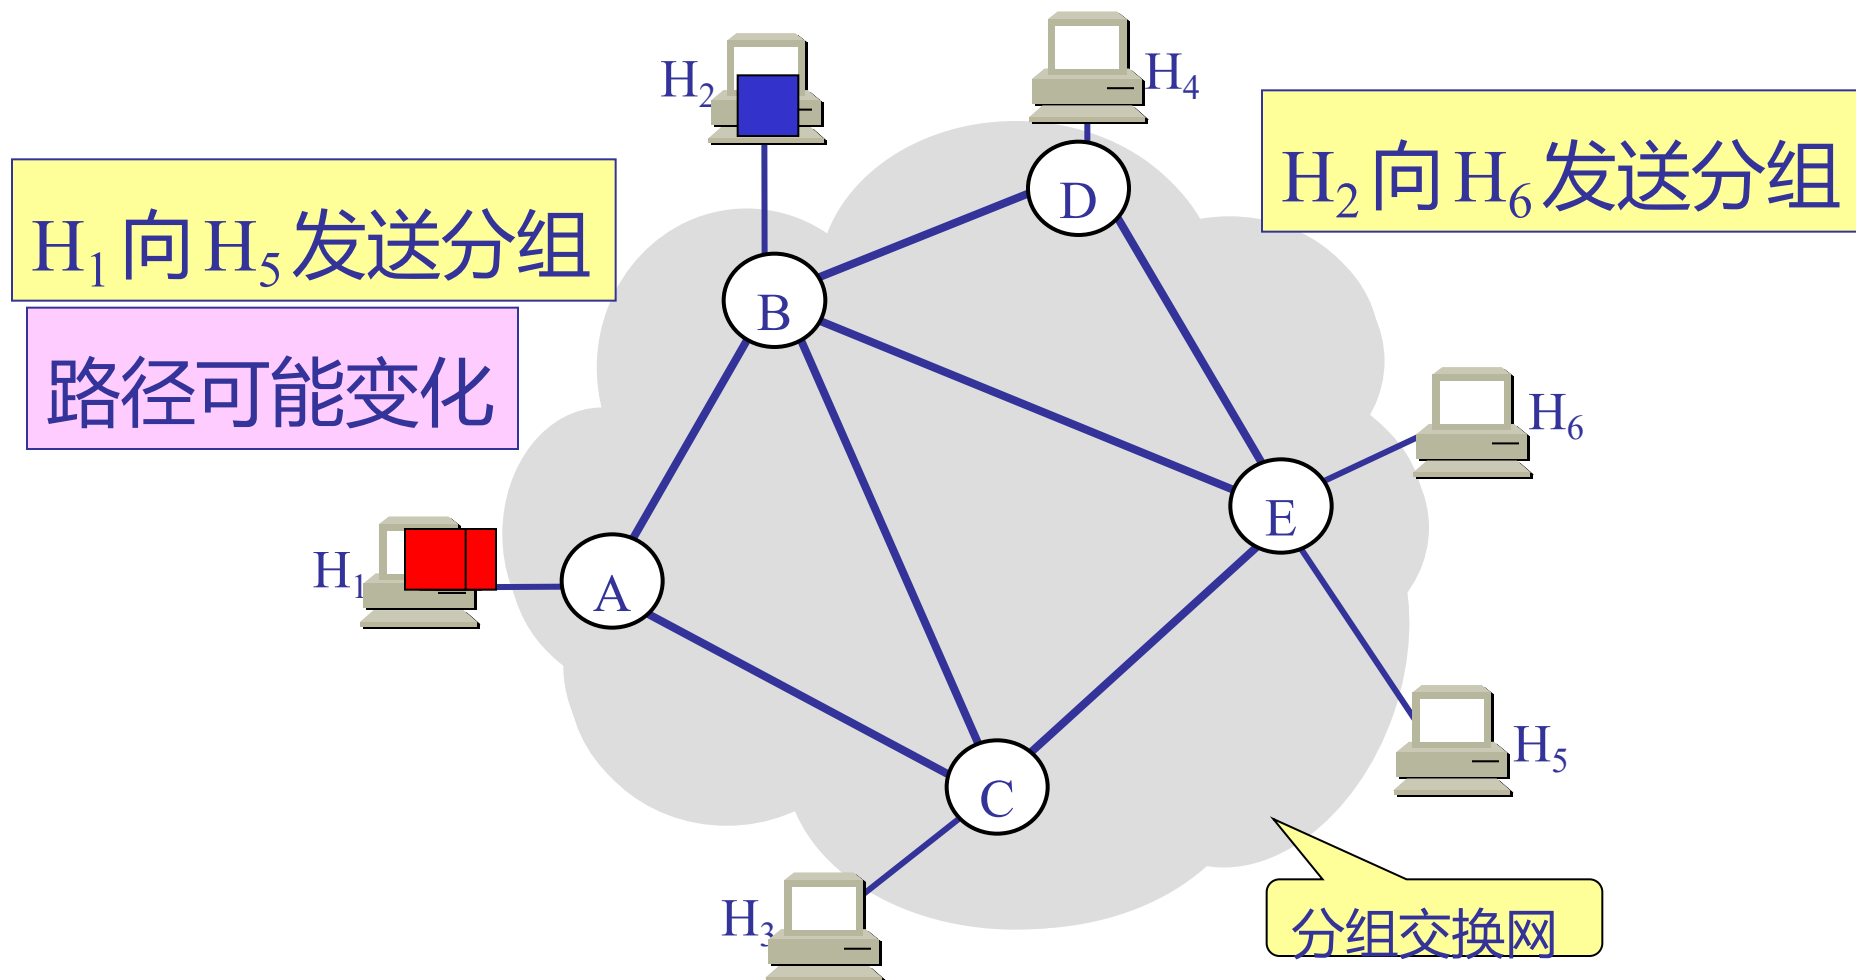 H₄
H₂
H₂ 向 H₆ 发送分组
D
H₁ 向 H₅ 发送分组
B
路径可能变化
H₆
E
H₁
A
H₅
C
H₃
分组交换网